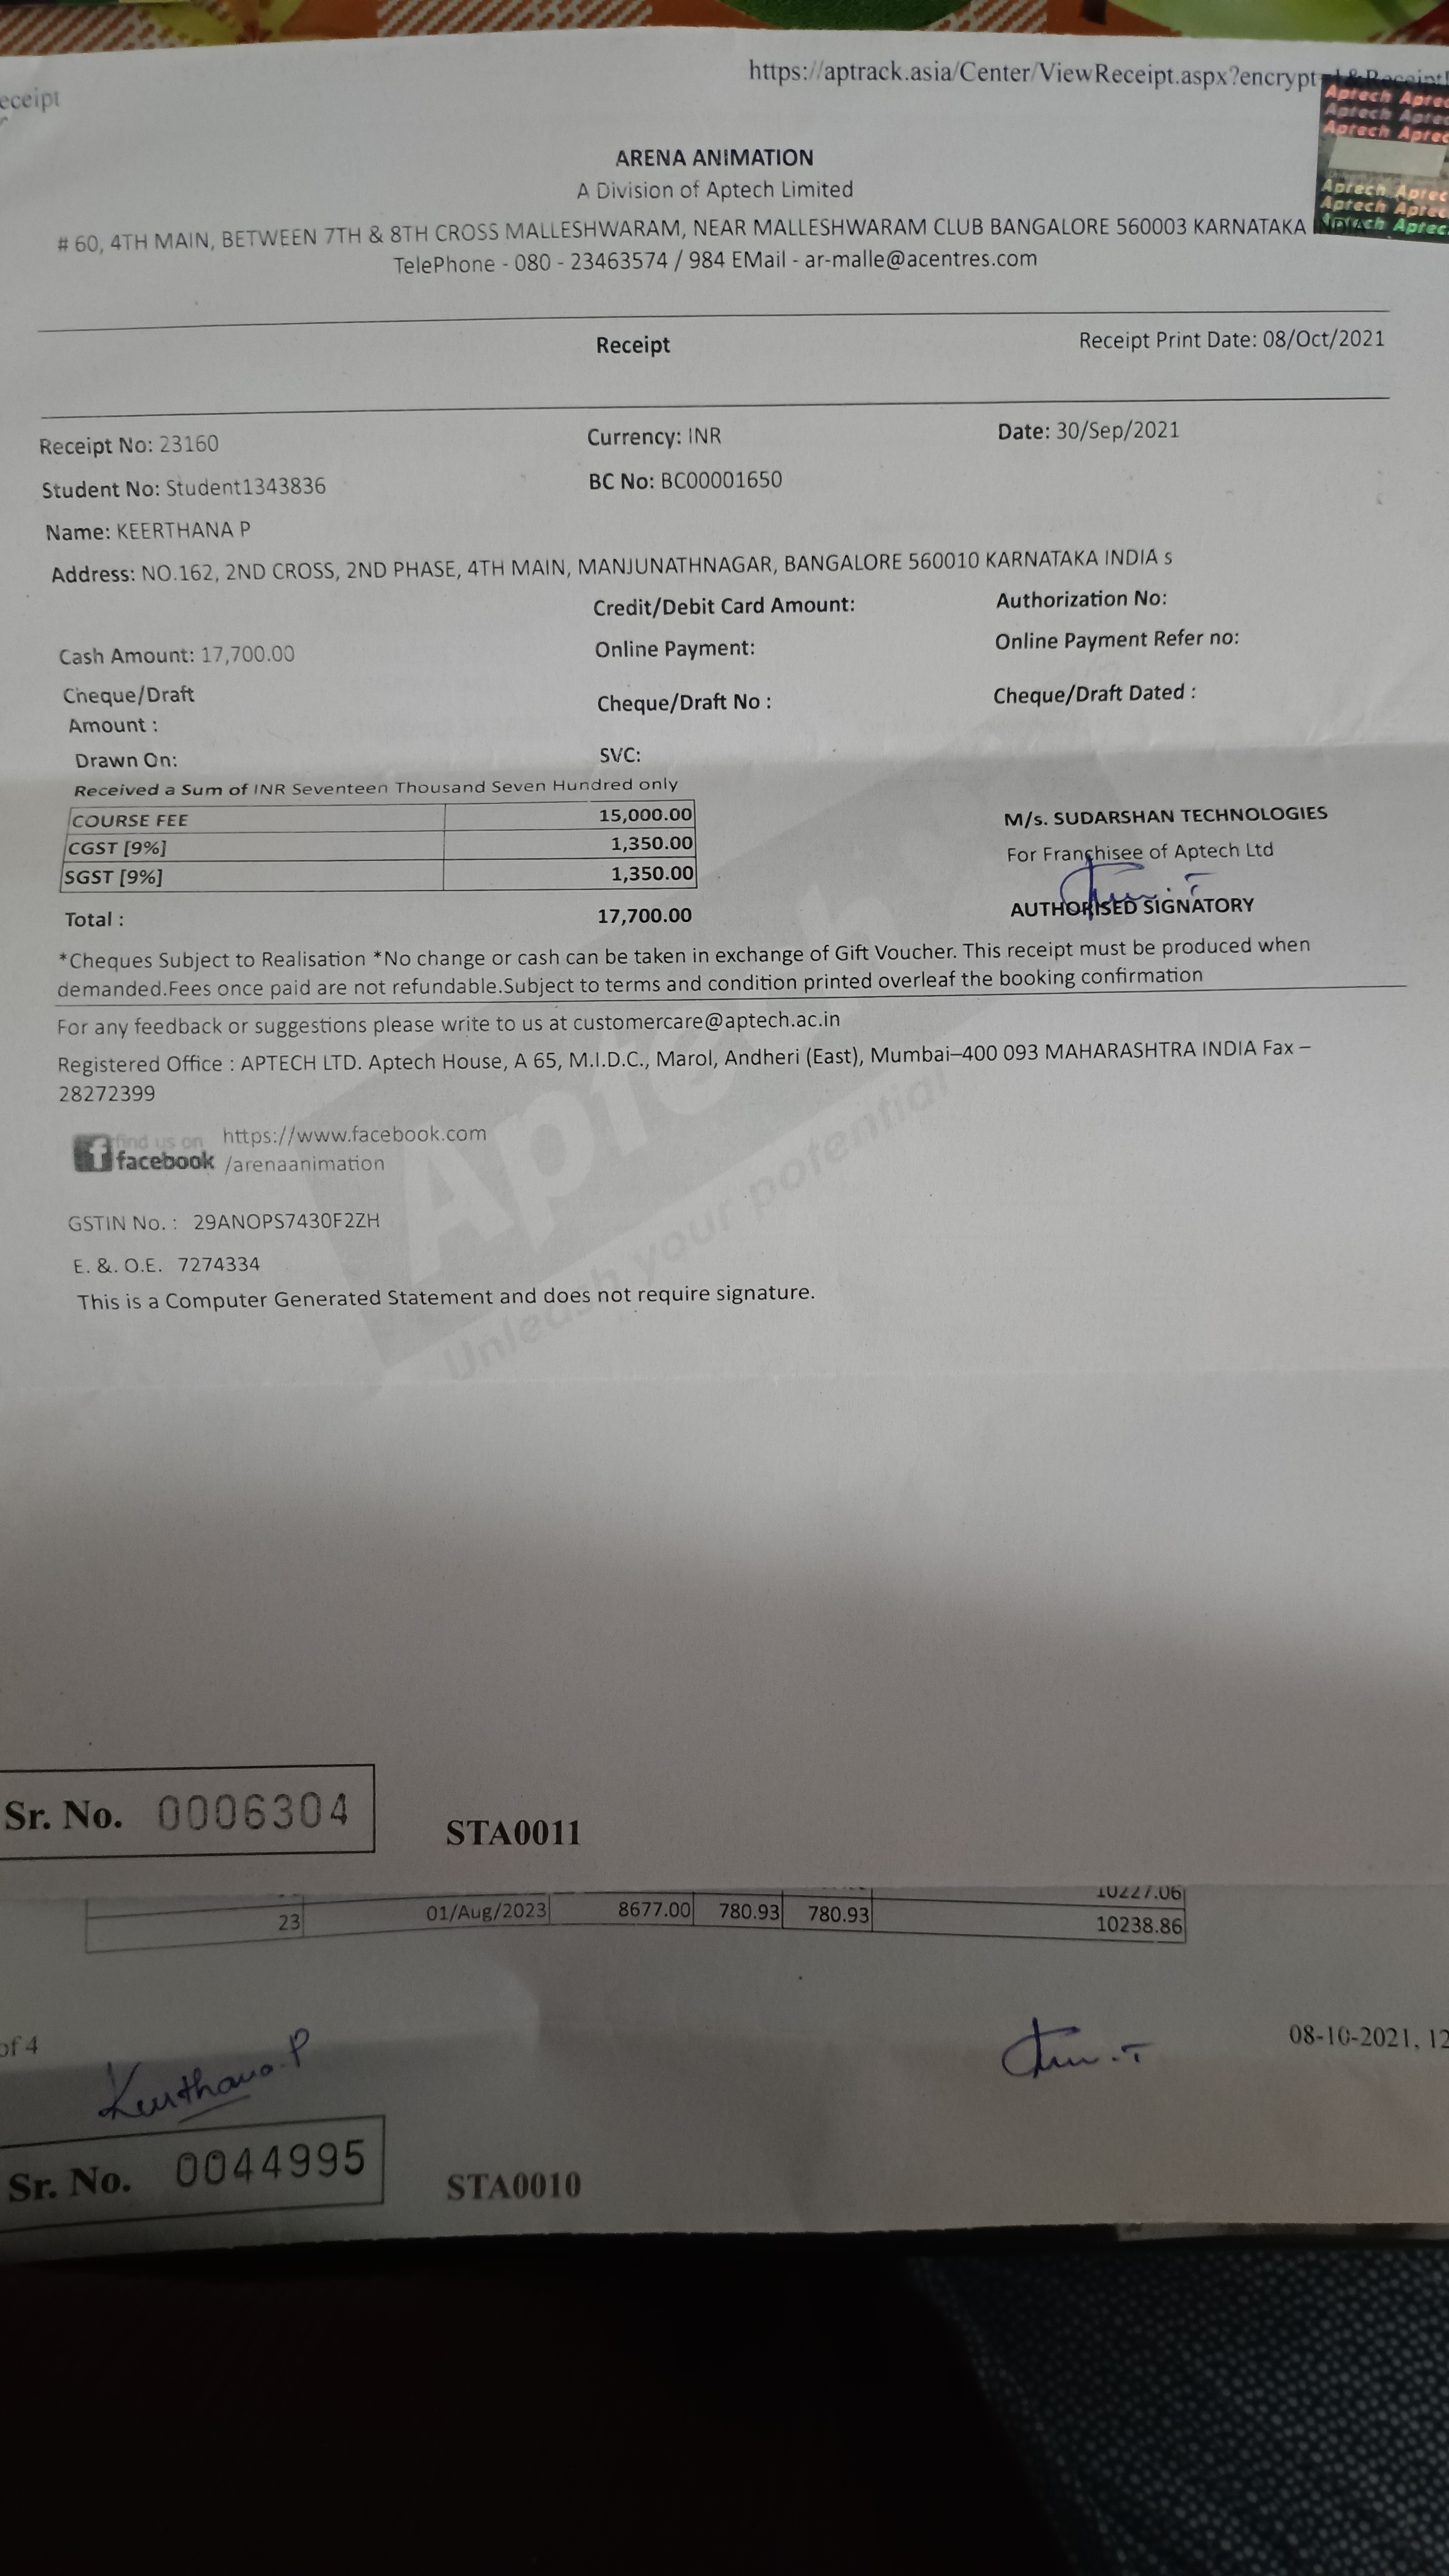 eceipt
https://aptrack.asia/Center/ViewReceipt.aspx?encrypt
Aptech Aptec
Aptech Aptec
Aptech Aptec
Aptech Aptec
Aptech Aptec
Aptech Aptec
ARENA ANIMATION
A Division of Aptech Limited
# 60, 4TH MAIN, BETWEEN 7TH & 8TH CROSS MALLESHWARAM, NEAR MALLESHWARAM CLUB BANGALORE 560003 KARNATAKA INDIA
TelePhone - 080 - 23463574 / 984 EMail - ar-malle@acentres.com
Receipt Receipt Print Date: 08/Oct/2021
Receipt No: 23160 Currency: INR Date: 30/Sep/2021
Student No: Student1343836 BC No: BC00001650
Name: KEERTHANA P
Address: NO.162, 2ND CROSS, 2ND PHASE, 4TH MAIN, MANJUNATHNAGAR, BANGALORE 560010 KARNATAKA INDIA s
Credit/Debit Card Amount: Authorization No:
Cash Amount: 17,700.00 Online Payment: Online Payment Refer no:
Cheque/Draft Amount : Cheque/Draft No : Cheque/Draft Dated :
Drawn On: SVC:
Received a Sum of INR Seventeen Thousand Seven Hundred only
COURSE FEE 15,000.00
CGST [9%] 1,350.00
SGST [9%] 1,350.00
Total : 17,700.00
M/s. SUDARSHAN TECHNOLOGIES
For Franchisee of Aptech Ltd
AUTHORISED SIGNATORY
*Cheques Subject to Realisation *No change or cash can be taken in exchange of Gift Voucher. This receipt must be produced when
demanded.Fees once paid are not refundable.Subject to terms and condition printed overleaf the booking confirmation
For any feedback or suggestions please write to us at customercare@aptech.ac.in
Registered Office : APTECH LTD. Aptech House, A 65, M.I.D.C., Marol, Andheri (East), Mumbai–400 093 MAHARASHTRA INDIA Fax –
28272399
find us on facebook
https://www.facebook.com
/arenaanimation
Aptech
Unleash your potential
GSTIN No. : 29ANOPS7430F2ZH
E. &. O.E. 7274334
This is a Computer Generated Statement and does not require signature.
Sr. No. 0006304 STA0011
10227.06
23 01/Aug/2023 8677.00 780.93 780.93 10238.86
of 4 08-10-2021, 12
Keerthana.P
Sr. No. 0044995 STA0010